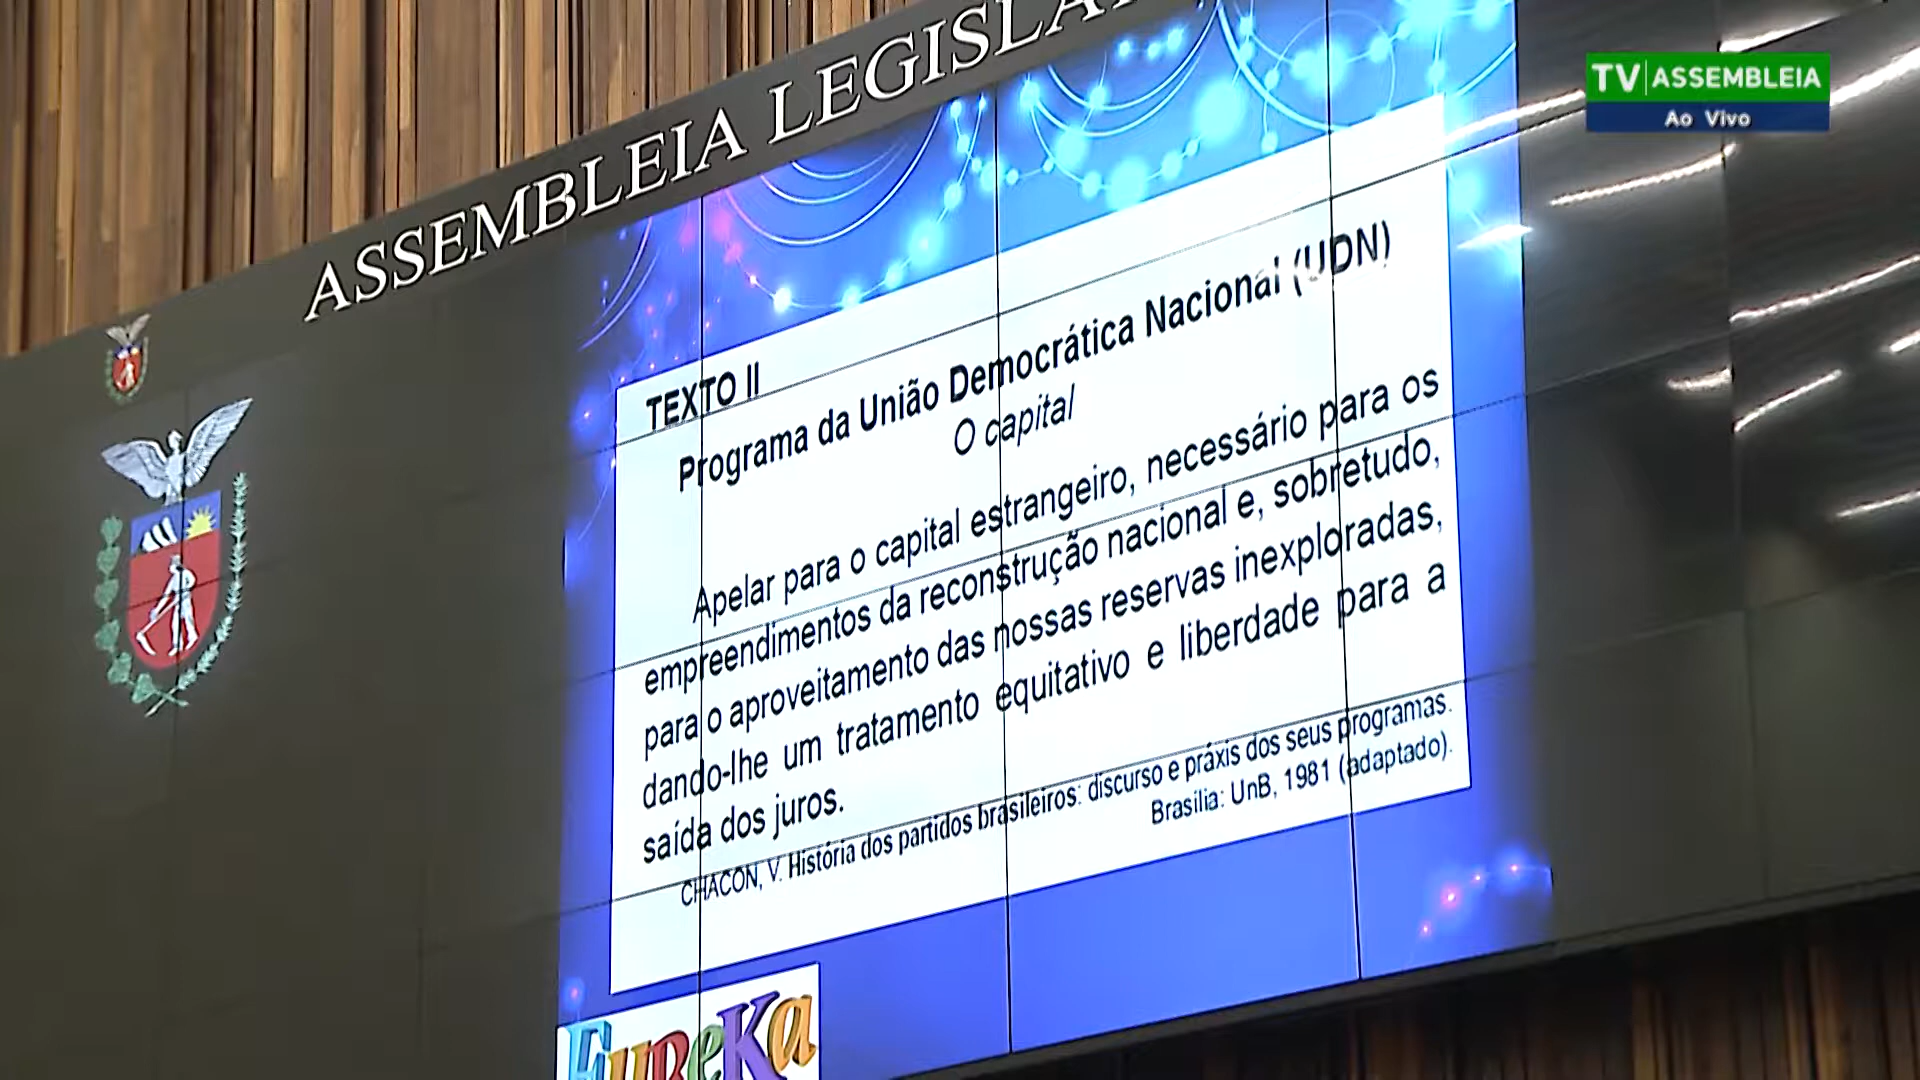 ASSEMBLEIA LEGISLA
TV ASSEMBLEIA
Ao Vivo
TEXTO II
Programa da União Democrática Nacional (UDN)
O capital
Apelar para o capital estrangeiro, necessário para os
empreendimentos da reconstrução nacional e, sobretudo,
para o aproveitamento das nossas reservas inexploradas,
dando-lhe um tratamento equitativo e liberdade para a
saída dos juros.
CHACON, V. História dos partidos brasileiros: discurso e práxis dos seus programas.
Brasília: UnB, 1981 (adaptado).
EUReKa